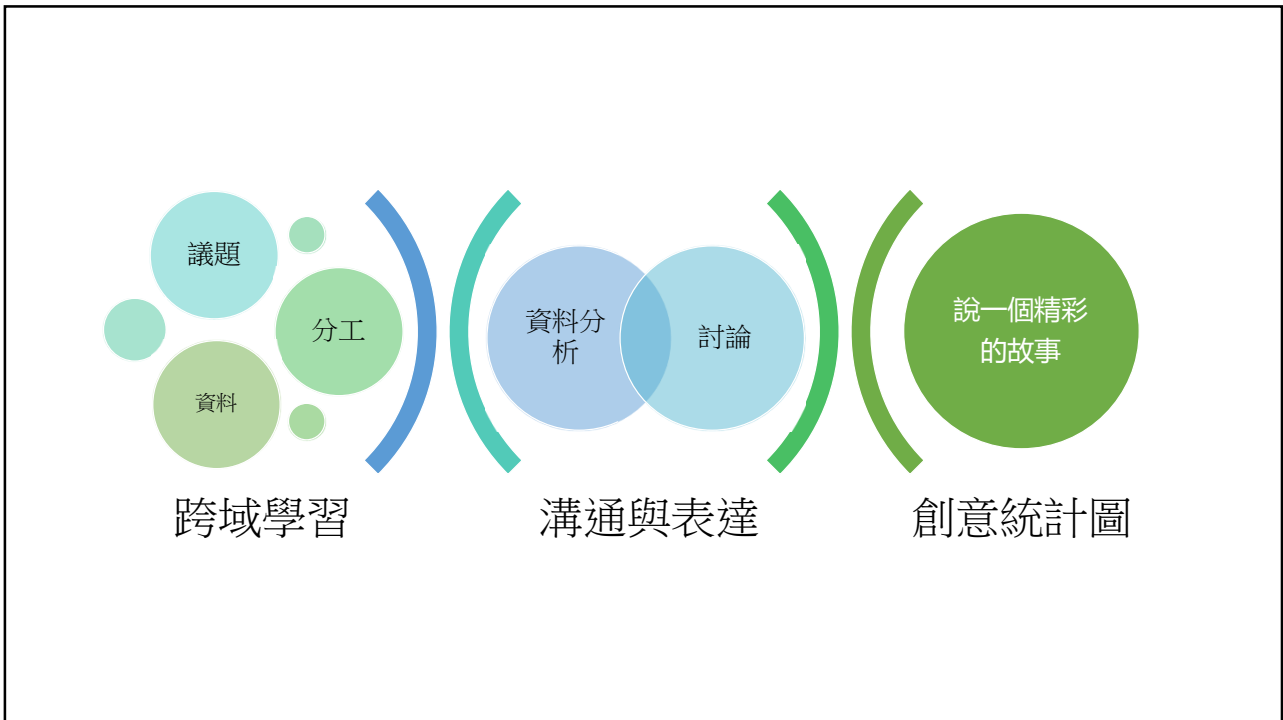 議題
分工
資料
跨域學習
資料分
析
討論
溝通與表達
說一個精彩
的故事
創意統計圖